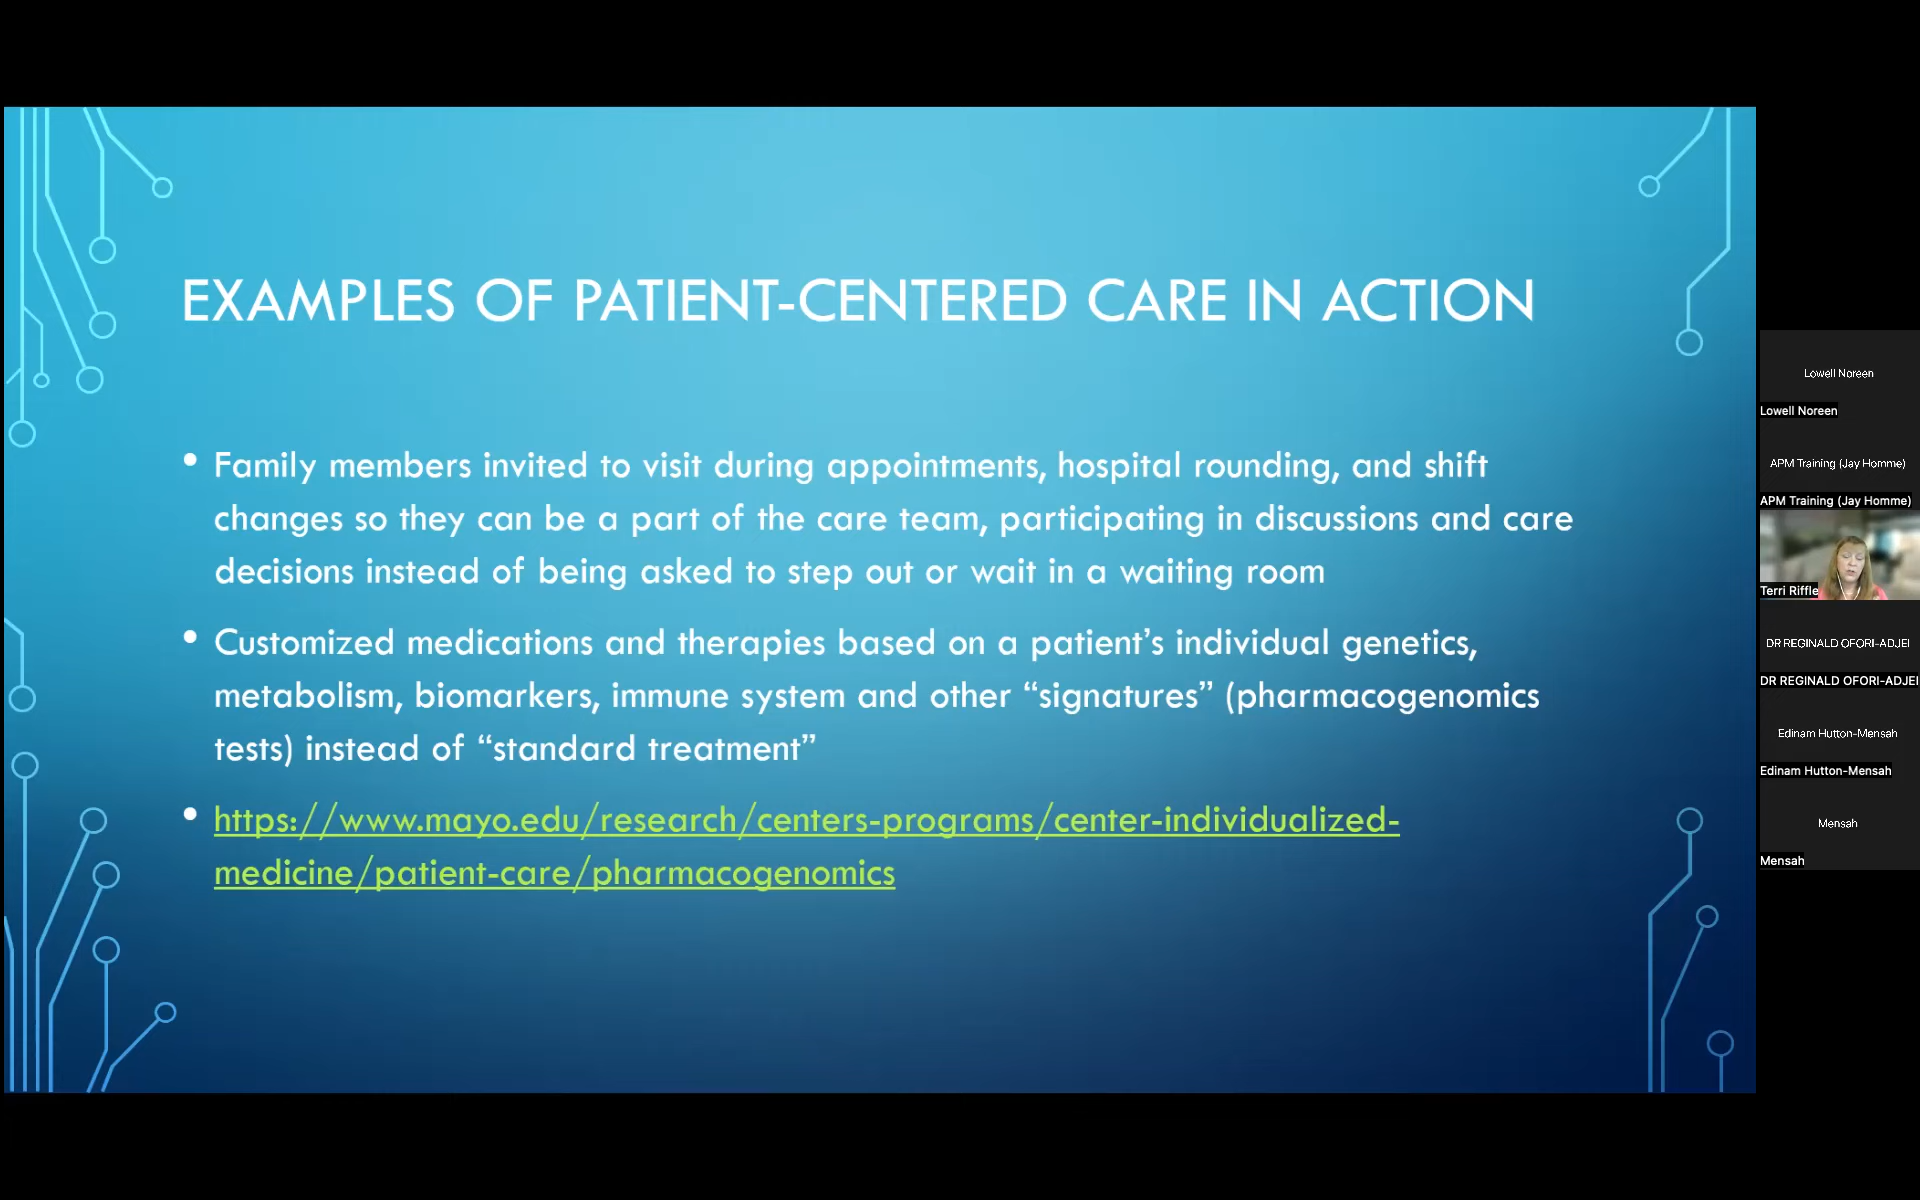 EXAMPLES OF PATIENT-CENTERED CARE IN ACTION
• Family members invited to visit during appointments, hospital rounding, and shift
changes so they can be a part of the care team, participating in discussions and care
decisions instead of being asked to step out or wait in a waiting room
• Customized medications and therapies based on a patient’s individual genetics,
metabolism, biomarkers, immune system and other “signatures” (pharmacogenomics
tests) instead of “standard treatment”
• https://www.mayo.edu/research/centers-programs/center-individualized-
medicine/patient-care/pharmacogenomics
Lowell Noreen
Lowell Noreen
APM Training (Jay Homme)
APM Training (Jay Homme)
Terri Riffle
DR REGINALD OFORI-ADJEI
DR REGINALD OFORI-ADJEI
Edinam Hutton-Mensah
Edinam Hutton-Mensah
Mensah
Mensah